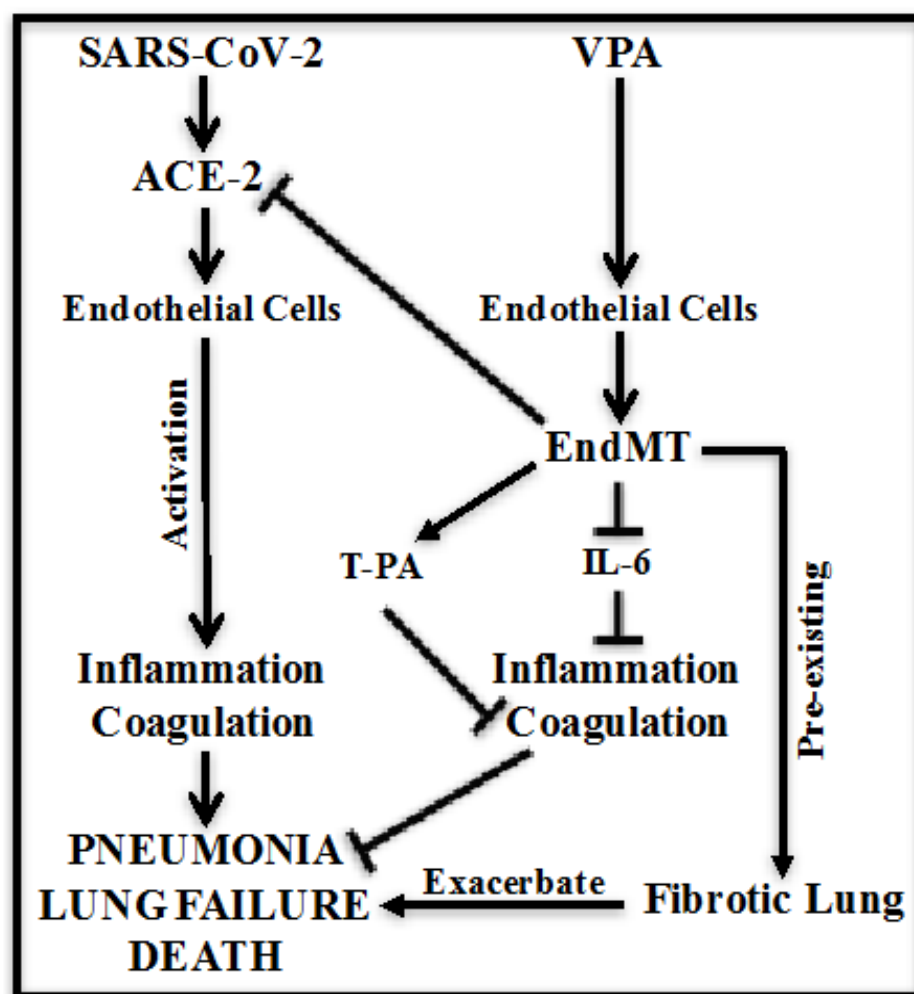 SARS-CoV-2
VPA
ACE-2
Endothelial Cells
Endothelial Cells
Activation
EndMT
T-PA
IL-6
Pre-existing
Inflammation
Coagulation
Inflammation
Coagulation
PNEUMONIA
LUNG FAILURE
DEATH
Exacerbate
Fibrotic Lung